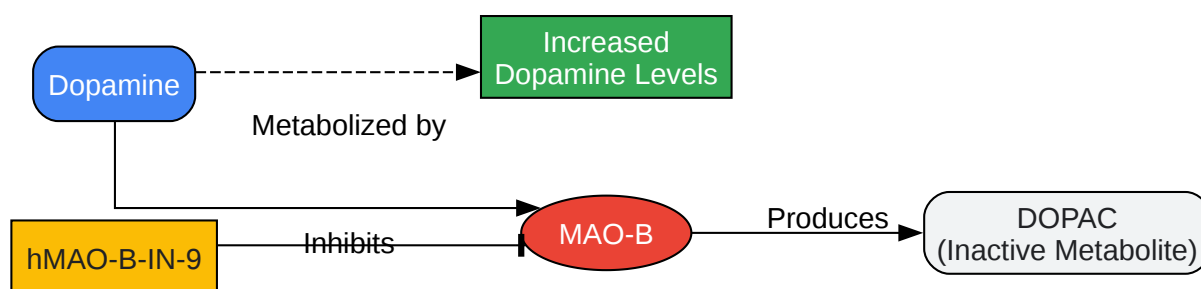 Increased
Dopamine Levels
Dopamine
Metabolized by
MAO-B
Inhibits
hMAO-B-IN-9
Produces
DOPAC
(Inactive Metabolite)